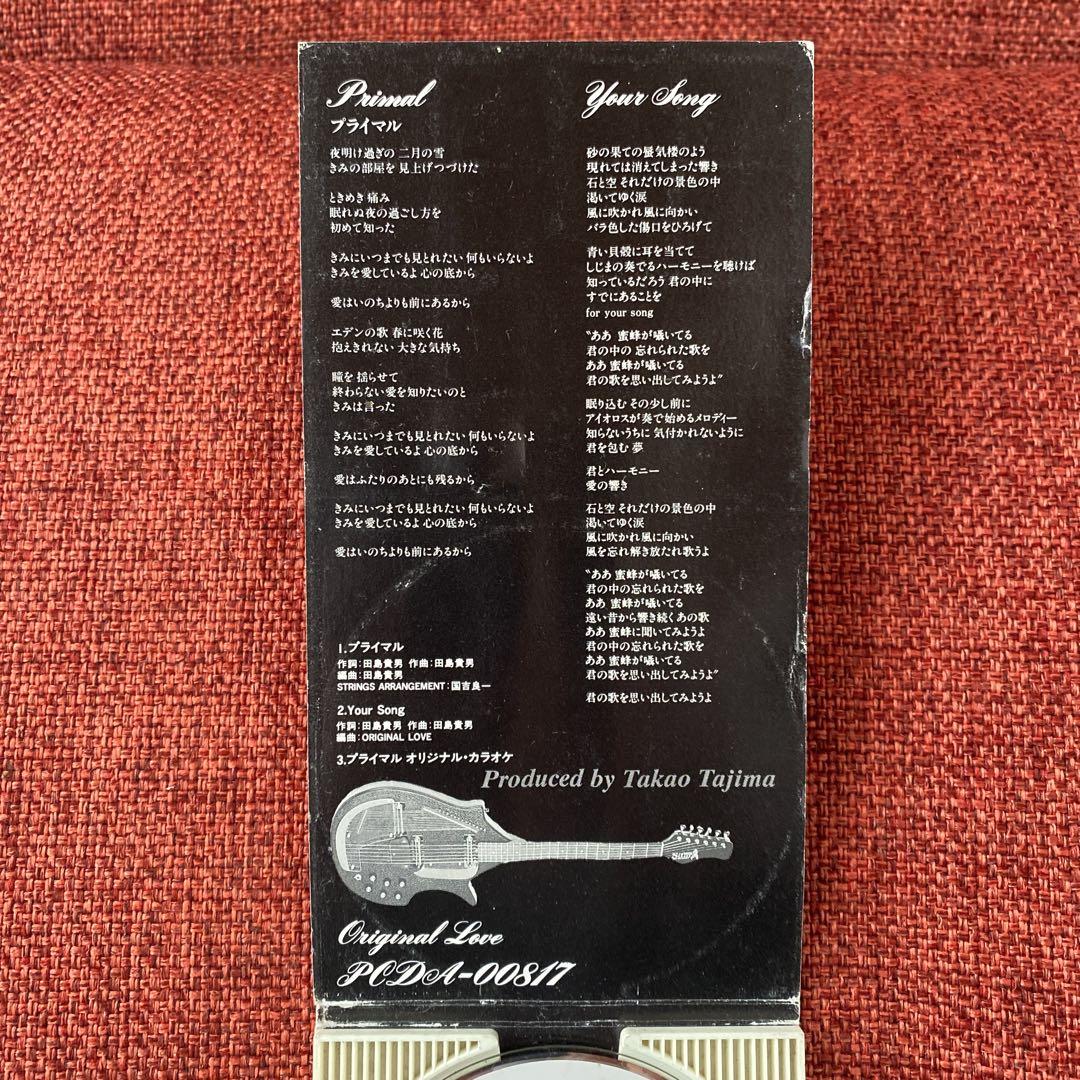 Primal
プライマル
夜明け過ぎの 二月の雪
きみの部屋を 見上げつづけた
ときめき 痛み
眠れぬ夜の過ごし方を
初めて知った
きみにいつまでも見とれたい 何もいらないよ
きみを愛しているよ 心の底から
愛はいのちよりも前にあるから
エデンの歌 春に咲く花
抱えきれない 大きな気持ち
瞳を 揺らせて
終わらない愛を知りたいのと
きみは言った
きみにいつまでも見とれたい 何もいらないよ
きみを愛しているよ 心の底から
愛はふたりのあとにも残るから
きみにいつまでも見とれたい 何もいらないよ
きみを愛しているよ 心の底から
愛はいのちよりも前にあるから
1.プライマル
作詞:田島貴男 作曲:田島貴男
編曲:田島貴男
STRINGS ARRANGEMENT:国吉良一
2.Your Song
作詞:田島貴男 作曲:田島貴男
編曲:ORIGINAL LOVE
3.プライマル オリジナル・カラオケ
Your Song
砂の果ての蜃気楼のよう
現れては消えてしまった響き
石と空 それだけの景色の中
渇いてゆく涙
風に吹かれ 風に向かい
バラ色した傷口をひろげて
青い貝殻に耳を当てて
しじまの奏でるハーモニーを聴けば
知っているだろう 君の中に
すでにあることを
for your song
“ああ 蜜蜂が囁いてる
君の中の 忘れられた歌を
ああ 蜜蜂が囁いてる
君の歌を思い出してみようよ”
眠り込む その少し前に
アイオロスが奏で始めるメロディー
知らないうちに 気付かれないように
君を包む 夢
君とハーモニー
愛の響き
石と空 それだけの景色の中
渇いてゆく涙
風に吹かれ 風に向かい
風を忘れ 解き放たれ歌うよ
“ああ 蜜蜂が囁いてる
君の中の忘れられた歌を
ああ 蜜蜂が囁いてる
遠い昔から響き続くあの歌
ああ 蜜蜂に聞いてみようよ
君の中の忘れられた歌を
ああ 蜜蜂が囁いてる
君の歌を思い出してみようよ”
君の歌を思い出してみようよ
Produced by Takao Tajima
Original Love
PCDA-00817